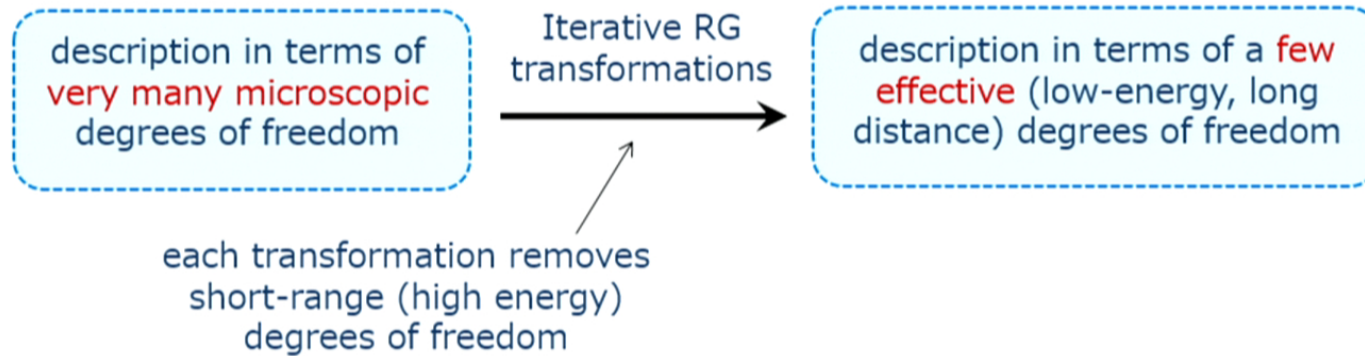 description in terms of
very many microscopic
degrees of freedom
Iterative RG
transformations
description in terms of a few
effective (low-energy, long
distance) degrees of freedom
each transformation removes
short-range (high energy)
degrees of freedom